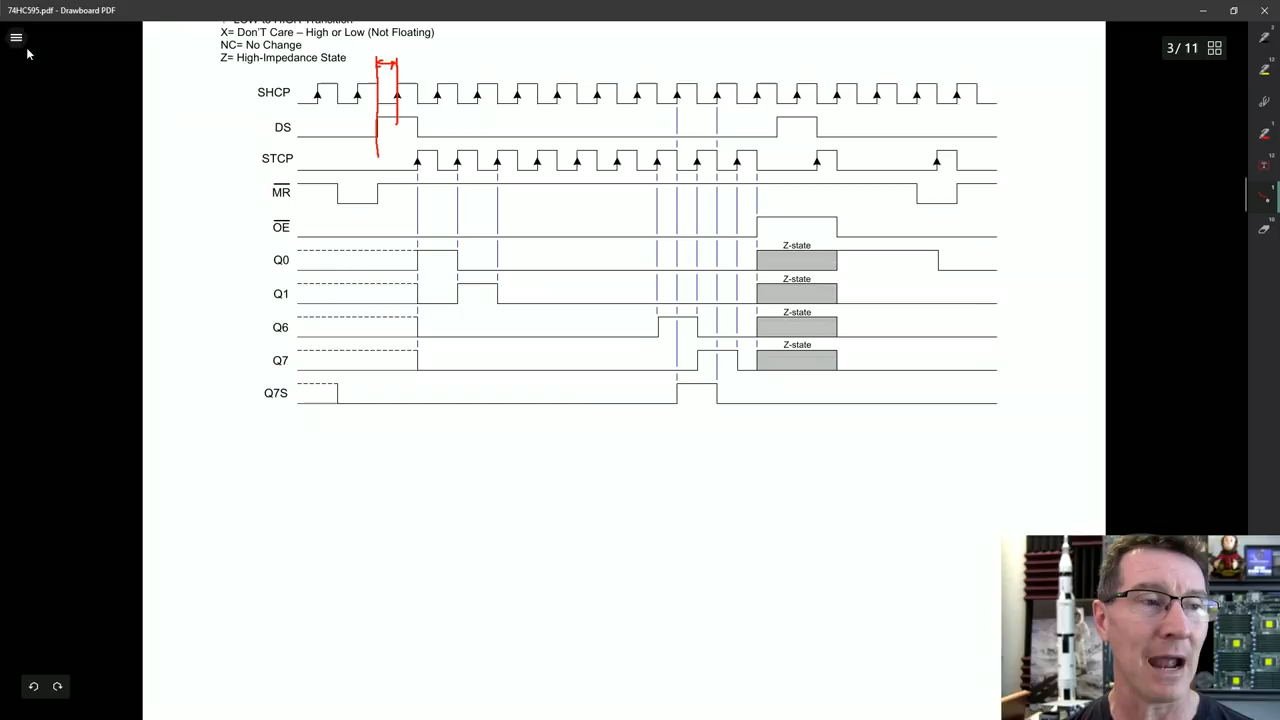 74HC595.pdf - Drawboard PDF
X= Don'T Care – High or Low (Not Floating)
NC= No Change
Z= High-Impedance State
3 / 11
SHCP
DS
STCP
MR
OE
Z-state
Q0
Z-state
Q1
Z-state
Q6
Z-state
Q7
Q7S